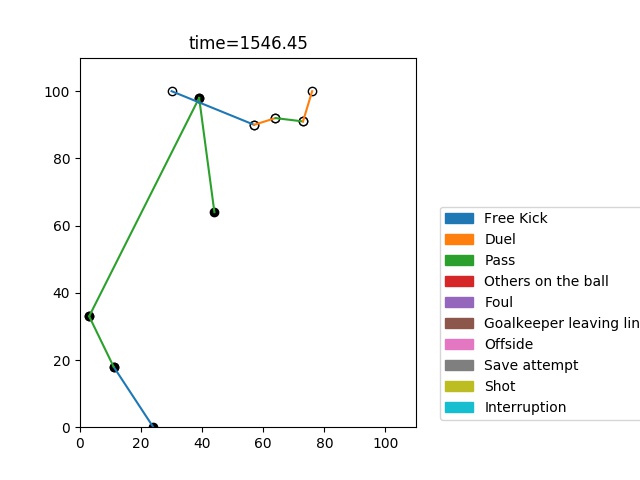 time=1546.45
100
80
60
40
20
0
0 20 40 60 80 100
Free Kick
Duel
Pass
Others on the ball
Foul
Goalkeeper leaving lin
Offside
Save attempt
Shot
Interruption